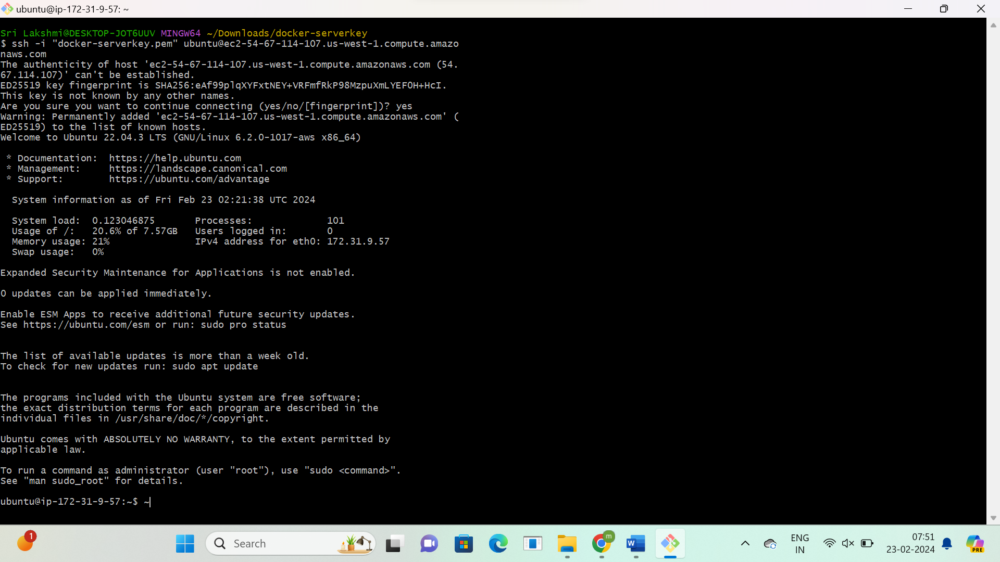 ubuntu@ip-172-31-9-57: ~
Sri Lakshmi@DESKTOP-JOT6UUV MINGW64 ~/Downloads/docker-serverkey
$ ssh -i "docker-serverkey.pem" ubuntu@ec2-54-67-114-107.us-west-1.compute.amazo
naws.com
The authenticity of host 'ec2-54-67-114-107.us-west-1.compute.amazonaws.com (54.
67.114.107)' can't be established.
ED25519 key fingerprint is SHA256:eAf99plqXYFxtNEY+VRFmfRkP98MzpuXmLYEFOH+HcI.
This key is not known by any other names.
Are you sure you want to continue connecting (yes/no/[fingerprint])? yes
Warning: Permanently added 'ec2-54-67-114-107.us-west-1.compute.amazonaws.com' (
ED25519) to the list of known hosts.
Welcome to Ubuntu 22.04.3 LTS (GNU/Linux 6.2.0-1017-aws x86_64)
* Documentation: https://help.ubuntu.com
* Management: https://landscape.canonical.com
* Support: https://ubuntu.com/advantage
System information as of Fri Feb 23 02:21:38 UTC 2024
System load: 0.123046875 Processes: 101
Usage of /: 20.6% of 7.57GB Users logged in: 0
Memory usage: 21% IPv4 address for eth0: 172.31.9.57
Swap usage: 0%
Expanded Security Maintenance for Applications is not enabled.
0 updates can be applied immediately.
Enable ESM Apps to receive additional future security updates.
See https://ubuntu.com/esm or run: sudo pro status
The list of available updates is more than a week old.
To check for new updates run: sudo apt update
The programs included with the Ubuntu system are free software;
the exact distribution terms for each program are described in the
individual files in /usr/share/doc/*/copyright.
Ubuntu comes with ABSOLUTELY NO WARRANTY, to the extent permitted by
applicable law.
To run a command as administrator (user "root"), use "sudo <command>".
See "man sudo_root" for details.
ubuntu@ip-172-31-9-57:~$ ~
1
Search
m
W
ENG
IN
07:51
23-02-2024
PRE